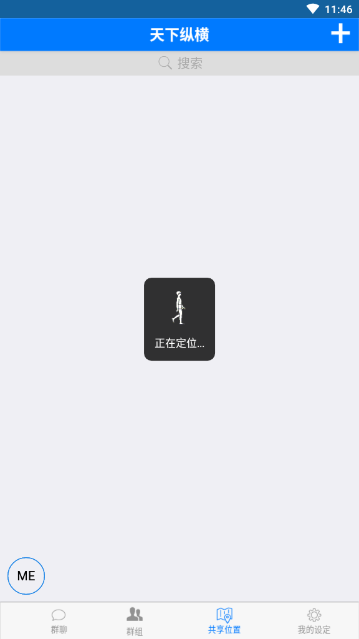 11:46
天下纵横
搜索
正在定位...
ME
群聊
群组
共享位置
我的设定